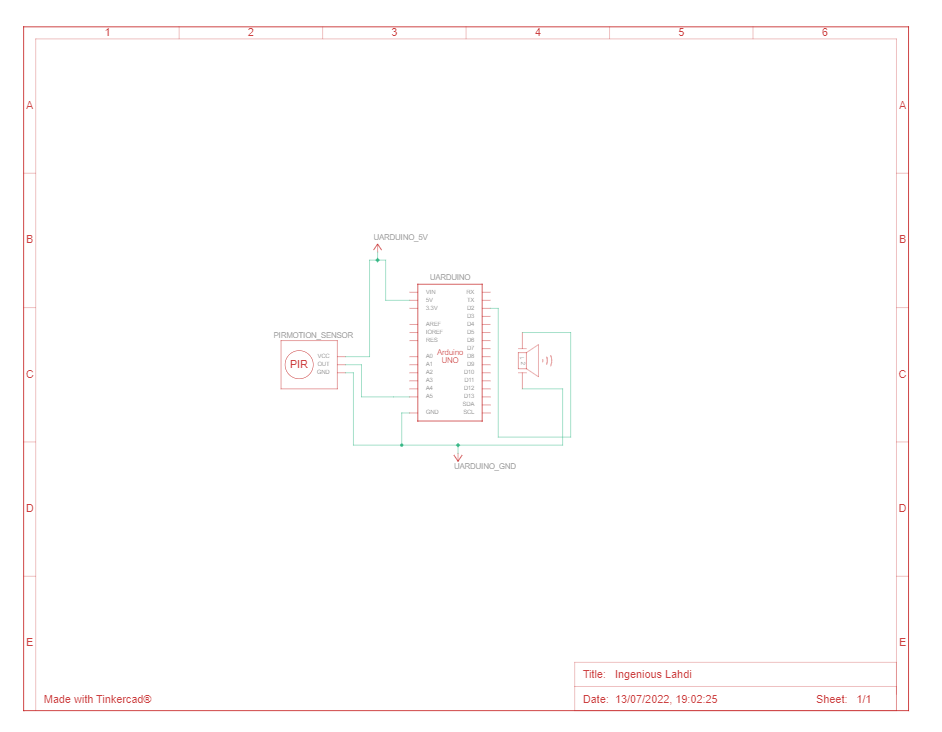 1 2 3 4 5 6
A A
B B
UARDUINO_5V
UARDUINO
VIN RX
5V TX
3.3V D2
D3
AREF D4
IOREF D5
RES D6
D7
A0 D8
A1 D9
A2 D10
A3 D11
A4 D12
A5 D13
SDA
GND SCL
Arduino
UNO
PIRMOTION_SENSOR
PIR
VCC
OUT
GND
C C
UARDUINO_GND
D D
E E
Title: Ingenious Lahdi
Made with Tinkercad® Date: 13/07/2022, 19:02:25 Sheet: 1/1